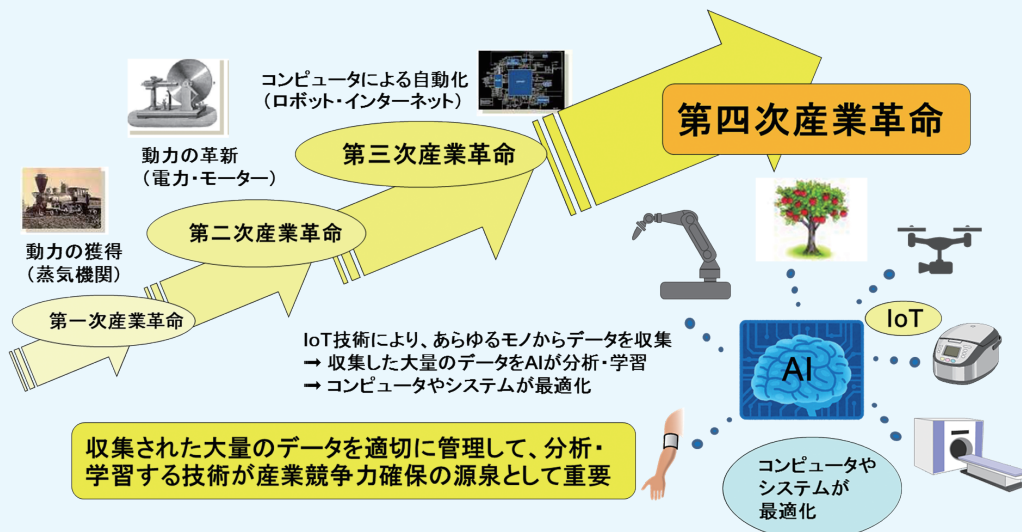 動力の獲得
(蒸気機関)
第一次産業革命
動力の革新
(電力・モーター)
第二次産業革命
コンピュータによる自動化
(ロボット・インターネット)
第三次産業革命
第四次産業革命
IoT技術により、あらゆるモノからデータを収集
→ 収集した大量のデータをAIが分析・学習
→ コンピュータやシステムが最適化
収集された大量のデータを適切に管理して、分析・
学習する技術が産業競争力確保の源泉として重要
IoT
AI
コンピュータや
システムが
最適化